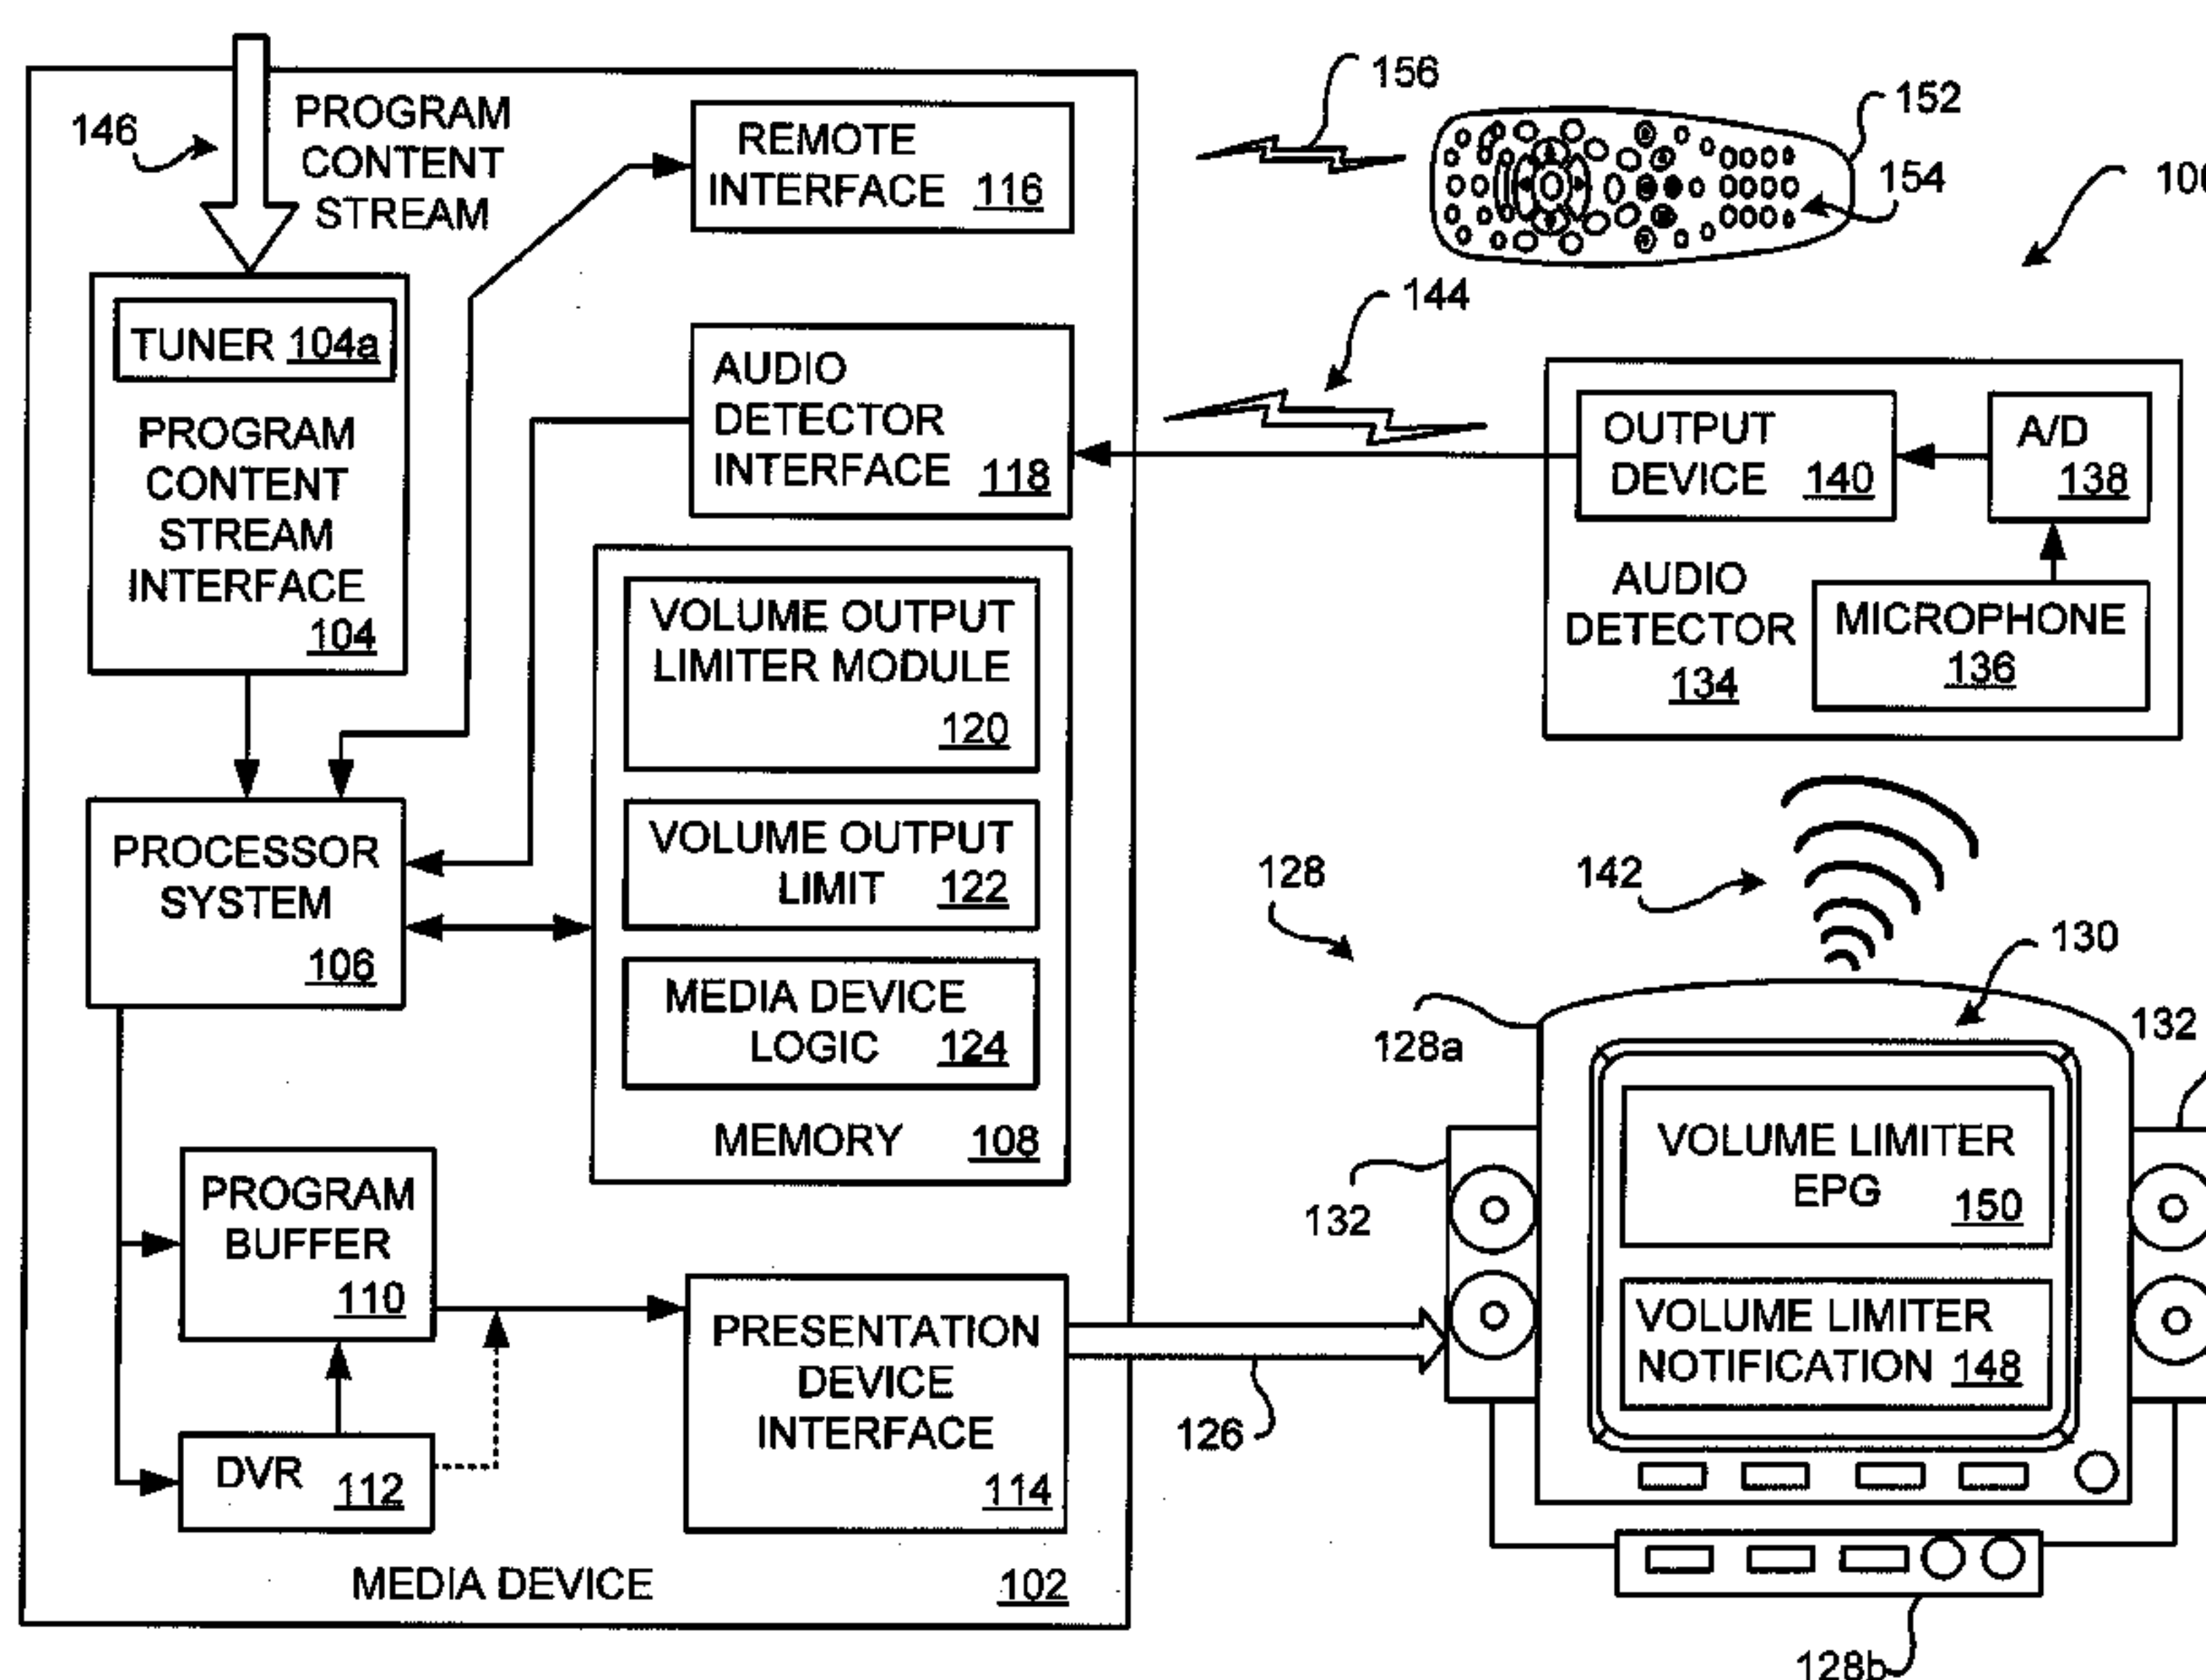 146
PROGRAM
CONTENT
STREAM
REMOTE
INTERFACE 116
156
152
154
TUNER 104a
PROGRAM
CONTENT
STREAM
INTERFACE
104
AUDIO
DETECTOR
INTERFACE 118
144
OUTPUT
DEVICE 140
A/D
138
AUDIO
DETECTOR
134
MICROPHONE
136
VOLUME OUTPUT
LIMITER MODULE
120
VOLUME OUTPUT
LIMIT 122
MEDIA DEVICE
LOGIC 124
MEMORY 108
PROCESSOR
SYSTEM
106
128
142
130
128a
132
132
VOLUME LIMITER
EPG
150
VOLUME LIMITER
NOTIFICATION 148
PROGRAM
BUFFER
110
DVR 112
PRESENTATION
DEVICE
INTERFACE
114
126
MEDIA DEVICE 102
128b